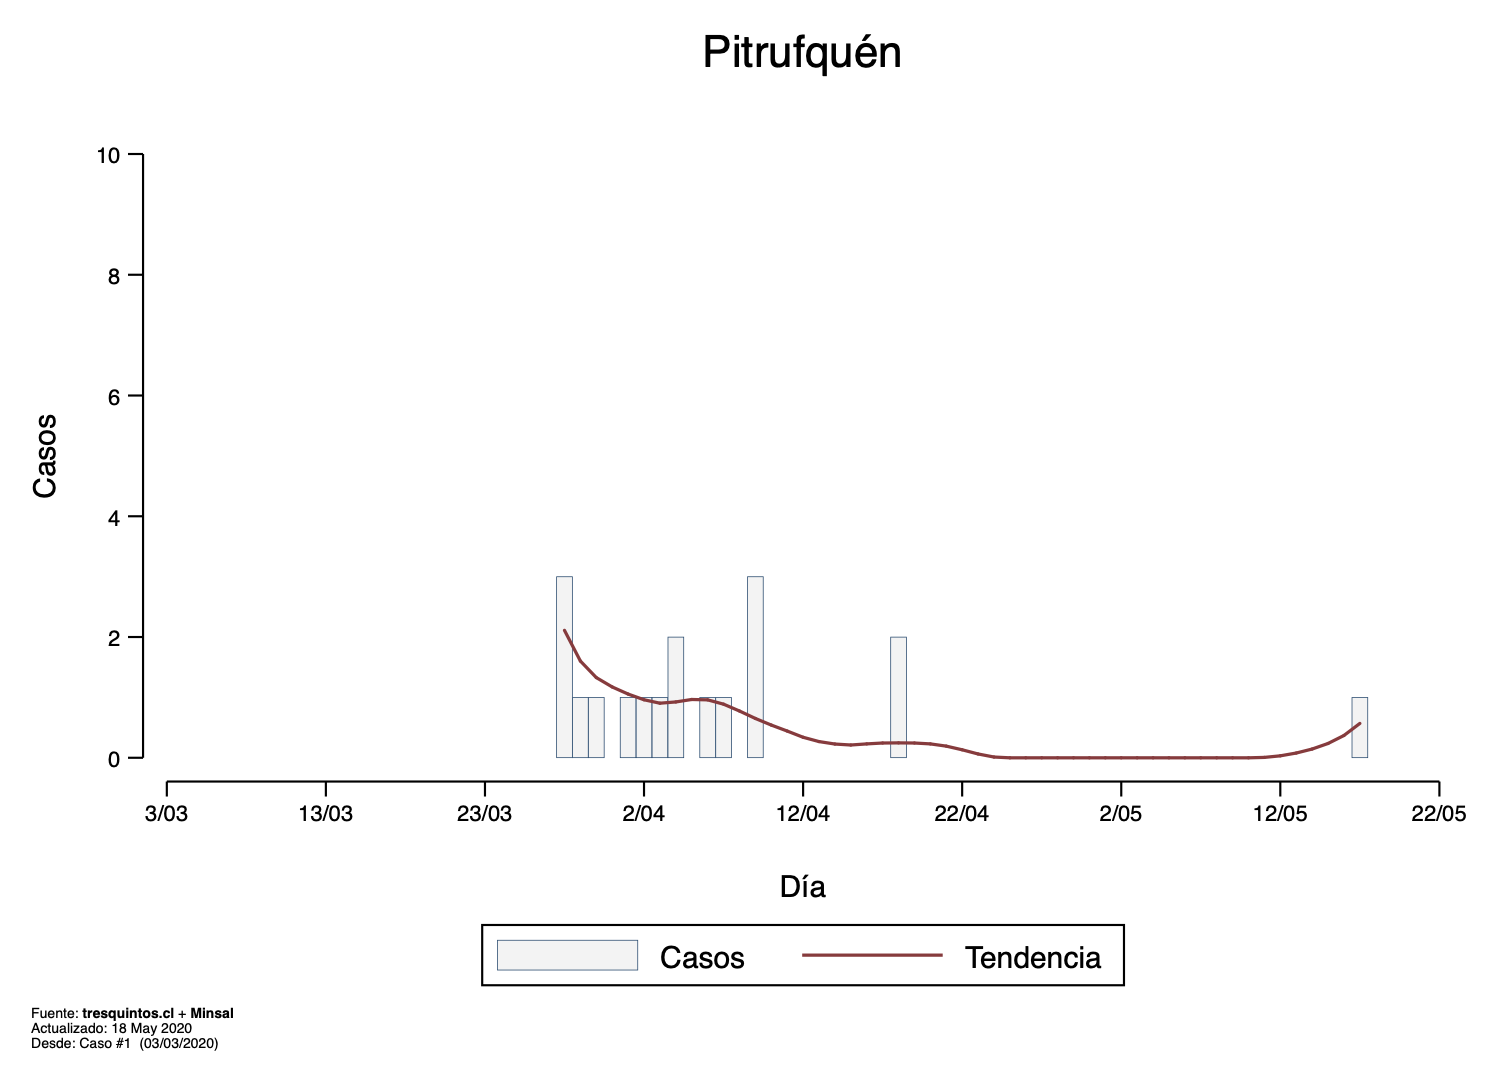 Pitrufquén
10
8
6
4
2
0
Casos
3/03 13/03 23/03 2/04 12/04 22/04 2/05 12/05 22/05
Día
Casos Tendencia
Fuente: tresquintos.cl + Minsal
Actualizado: 18 May 2020
Desde: Caso #1 (03/03/2020)